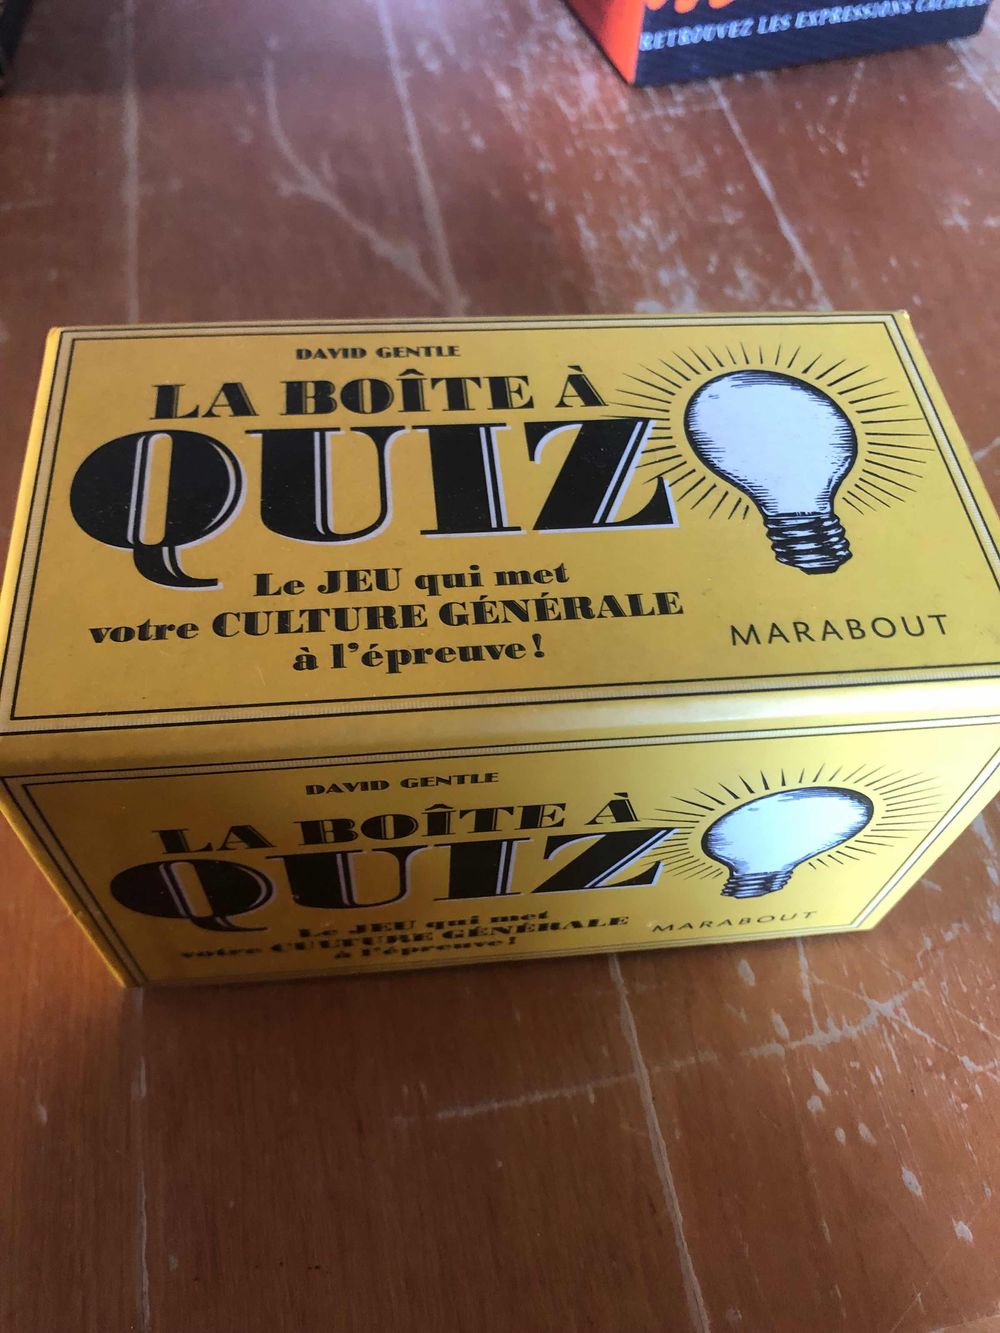 RETROUVEZ LES EXPRESSIONS CACHÉES
DAVID GENTLE
LA BOÎTE À
QUIZ
Le JEU qui met
votre CULTURE GÉNÉRALE
à l'épreuve!
MARABOUT
DAVID GENTLE
LA BOÎTE À
QUIZ
Le JEU qui met
votre CULTURE GÉNÉRALE
à l'épreuve!
MARABOUT